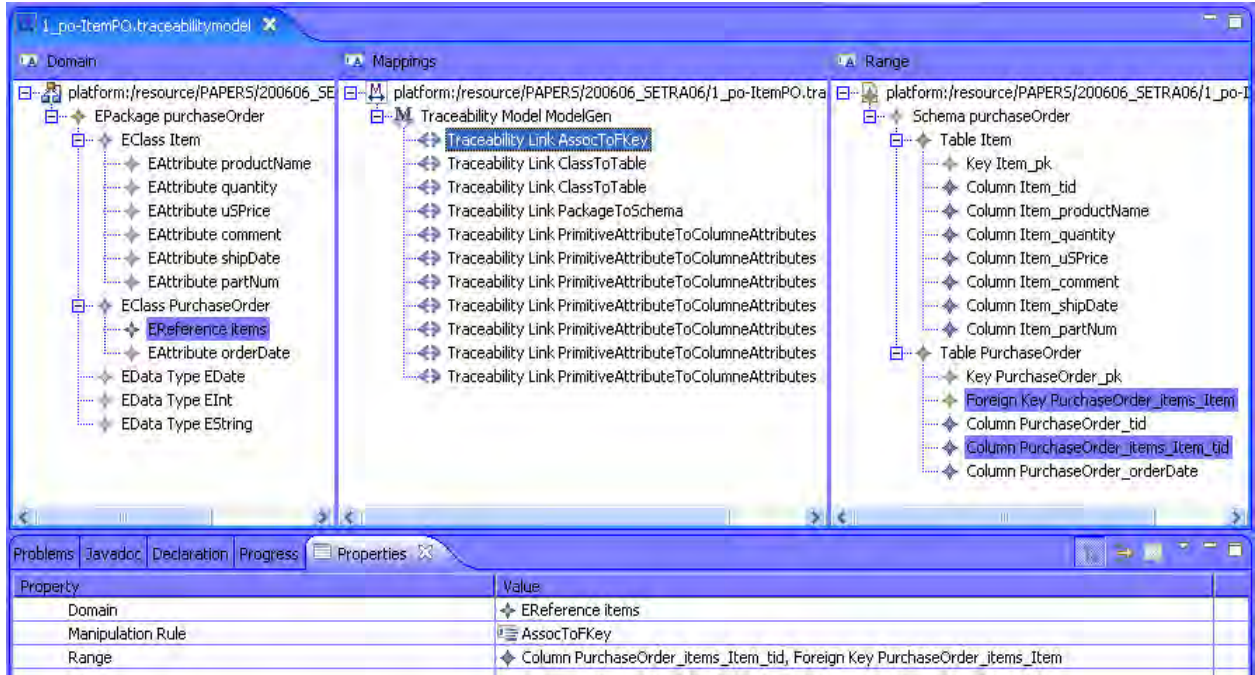 1_po-ItemPO.traceabilitymodel
Domain
platform:/resource/PAPERS/200606_SE
EPackage purchaseOrder
EClass Item
EAttribute productName
EAttribute quantity
EAttribute uSPrice
EAttribute comment
EAttribute shipDate
EAttribute partNum
EClass PurchaseOrder
EReference items
EAttribute orderDate
EData Type EDate
EData Type EInt
EData Type EString
Mappings
platform:/resource/PAPERS/200606_SETRA06/1_po-ItemPO.tra
Traceability Model ModelGen
Traceability Link AssocToFKey
Traceability Link ClassToTable
Traceability Link ClassToTable
Traceability Link PackageToSchema
Traceability Link PrimitiveAttributeToColumneAttributes
Traceability Link PrimitiveAttributeToColumneAttributes
Traceability Link PrimitiveAttributeToColumneAttributes
Traceability Link PrimitiveAttributeToColumneAttributes
Traceability Link PrimitiveAttributeToColumneAttributes
Traceability Link PrimitiveAttributeToColumneAttributes
Traceability Link PrimitiveAttributeToColumneAttributes
Range
platform:/resource/PAPERS/200606_SETRA06/1_po-I
Schema purchaseOrder
Table Item
Key Item_pk
Column Item_tid
Column Item_productName
Column Item_quantity
Column Item_uSPrice
Column Item_comment
Column Item_shipDate
Column Item_partNum
Table PurchaseOrder
Key PurchaseOrder_pk
Foreign Key PurchaseOrder_items_Item
Column PurchaseOrder_tid
Column PurchaseOrder_items_Item_tid
Column PurchaseOrder_orderDate
Problems Javadoc Declaration Progress Properties
Property Value
Domain EReference items
Manipulation Rule AssocToFKey
Range Column PurchaseOrder_items_Item_tid, Foreign Key PurchaseOrder_items_Item